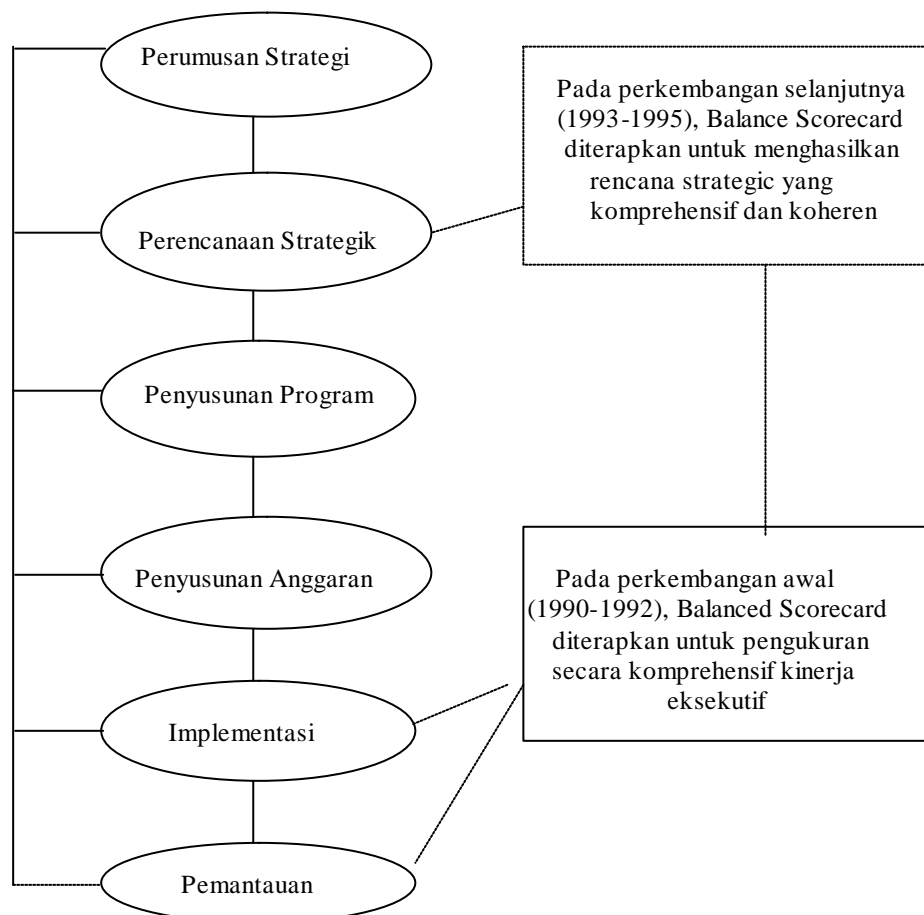 Perumusan Strategi
Perencanaan Strategik
Penyusunan Program
Penyusunan Anggaran
Implementasi
Pemantauan
Pada perkembangan selanjutnya
(1993-1995), Balance Scorecard
diterapkan untuk menghasilkan
rencana strategic yang
komprehensif dan koheren
Pada perkembangan awal
(1990-1992), Balanced Scorecard
diterapkan untuk pengukuran
secara komprehensif kinerja
eksekutif